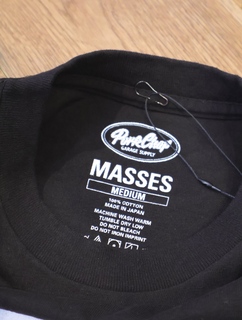 PorkChop
GARAGE SUPPLY
MASSES
MEDIUM
100% COTTON
MADE IN JAPAN
MACHINE WASH WARM
TUMBLE DRY LOW
DO NOT BLEACH
DO NOT IRON IMPRINT